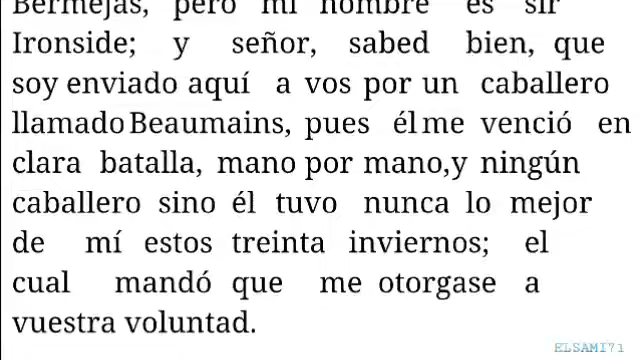 Bermejas, pero mi nombre es sir
Ironside; y señor, sabed bien, que
soy enviado aquí a vos por un caballero
llamado Beaumains, pues él me venció en
clara batalla, mano por mano,y ningún
caballero sino él tuvo nunca lo mejor
de mí estos treinta inviernos; el
cual mandó que me otorgase a
vuestra voluntad.
ELSAMI71